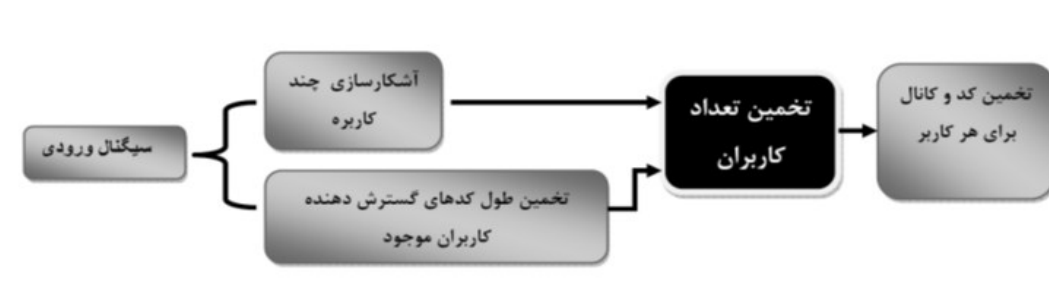 سیگنال ورودی
آشکارسازی چند
کاربره
تخمین طول کدهای گسترش دهنده
کاربران موجود
تخمین تعداد
کاربران
تخمین کد و کانال
برای هر کاربر